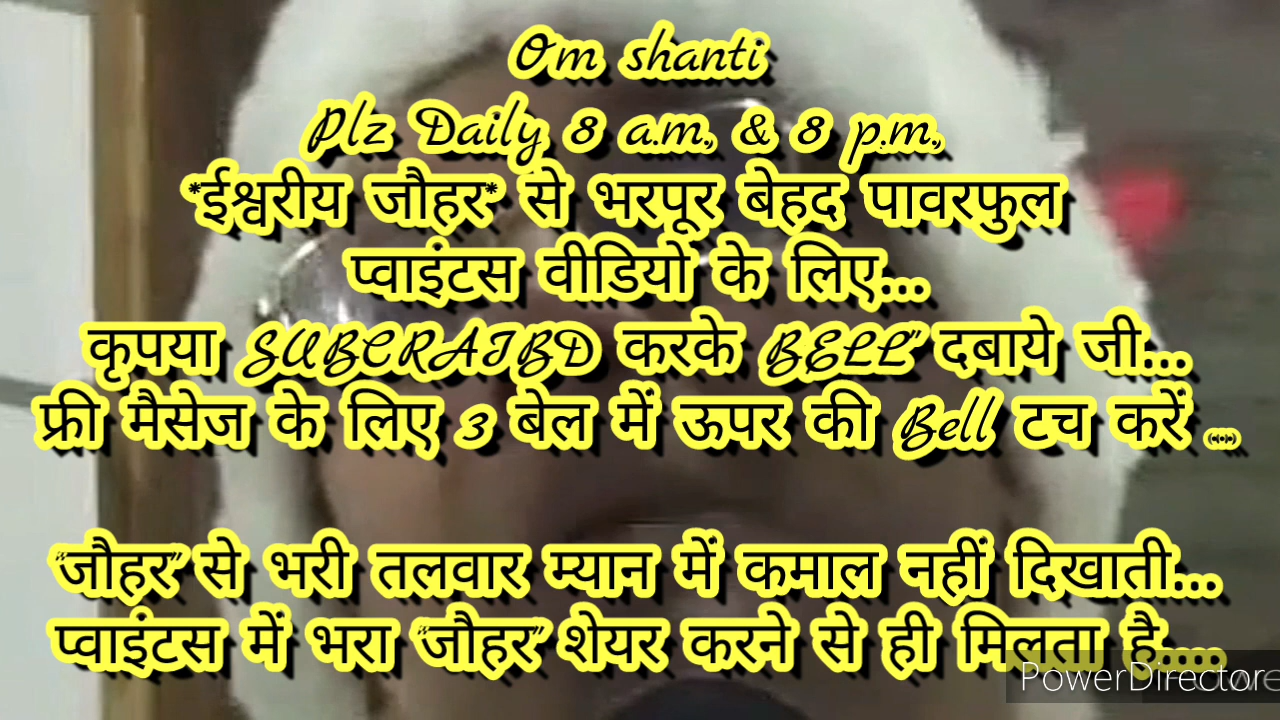 Om shanti
Plz Daily 8 a.m, & 8 p.m,
*ईश्वरीय जौहर* से भरपूर बेहद पावरफुल
प्वाइंटस वीडियों के लिए...
कृपया SUBCRAIBD करके BELL" दबाये जी...
फ्री मैसेज के लिए 3 बेल में ऊपर की Bell टच करें ...
"जौहर" से भरी तलवार म्यान में कमाल नहीं दिखाती...
प्वाइंटस में भरा "जौहर" शेयर करने से ही मिलता है....
PowerDirector